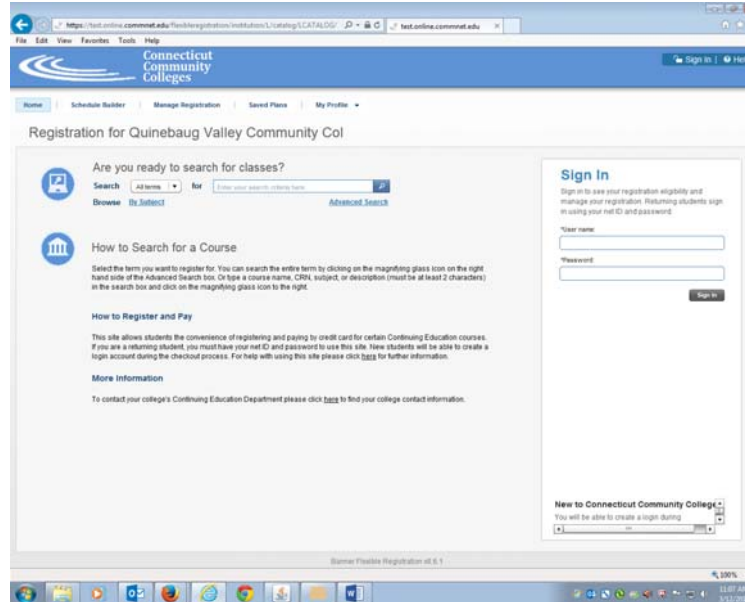 https://test.online.commnet.edu/flexibleregistration/institution/L/catalog/LCATALOG/
test.online.commnet.edu
File Edit View Favorites Tools Help
Connecticut
Community
Colleges
Sign In
Home Schedule Builder Manage Registration Saved Plans My Profile
Registration for Quinebaug Valley Community Col
Are you ready to search for classes?
Search All terms for Enter your search criteria here
Browse By Subject Advanced Search
How to Search for a Course
Select the term you want to register for. You can search the entire term by clicking on the magnifying glass icon on the right
hand side of the Advanced Search box. Or type a course name, CRN, subject, or description (must be at least 2 characters)
in the search box and click on the magnifying glass icon to the right.
How to Register and Pay
This site allows students the convenience of registering and paying by credit card for certain Continuing Education courses.
If you are a returning student, you must have your net ID and password to use this site. New students will be able to create a
login account during the checkout process. For help with using this site please click here for further information.
More Information
To contact your college's Continuing Education Department please click here to find your college contact information.
Sign In
Sign in to see your registration eligibility and
manage your registration. Returning students sign
in using your net ID and password.
*User name
*Password
Sign In
New to Connecticut Community College
You will be able to create a login during
Banner Flexible Registration v8.6.1
100%
11:07 AM